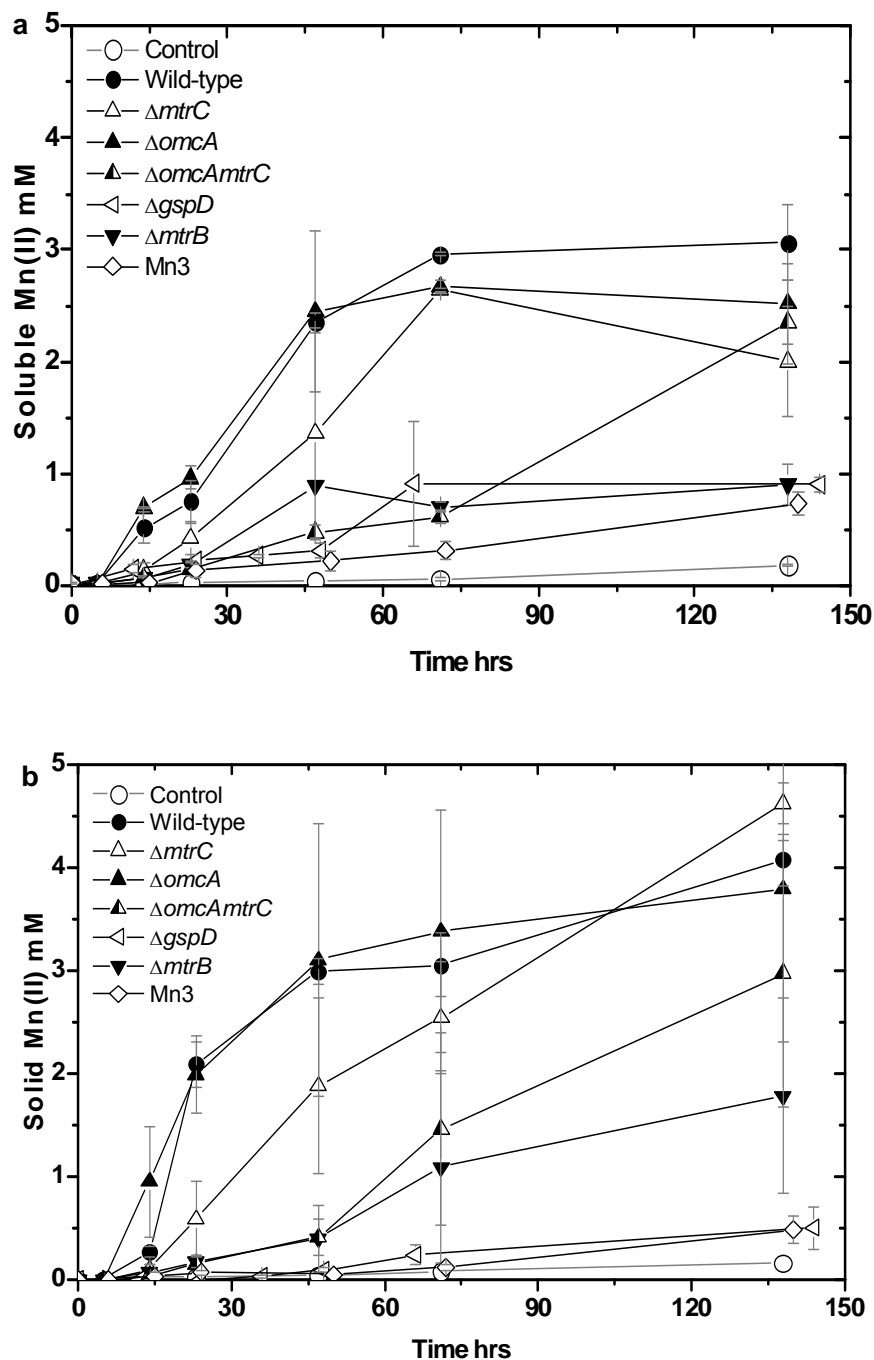 a
5
4
3
2
1
0
Soluble Mn(II) mM
Control
Wild-type
ΔmtrC
ΔomcA
ΔomcAmtrC
ΔgspD
ΔmtrB
Mn3
0 30 60 90 120 150
Time hrs
b
5
4
3
2
1
0
Solid Mn(II) mM
Control
Wild-type
ΔmtrC
ΔomcA
ΔomcAmtrC
ΔgspD
ΔmtrB
Mn3
0 30 60 90 120 150
Time hrs